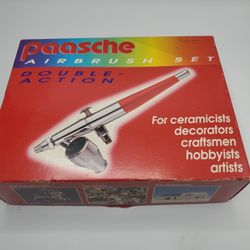 paasche
AIRBRUSH SET
DOUBLE-
ACTION
For ceramicists
decorators
craftsmen
hobbyists
artists